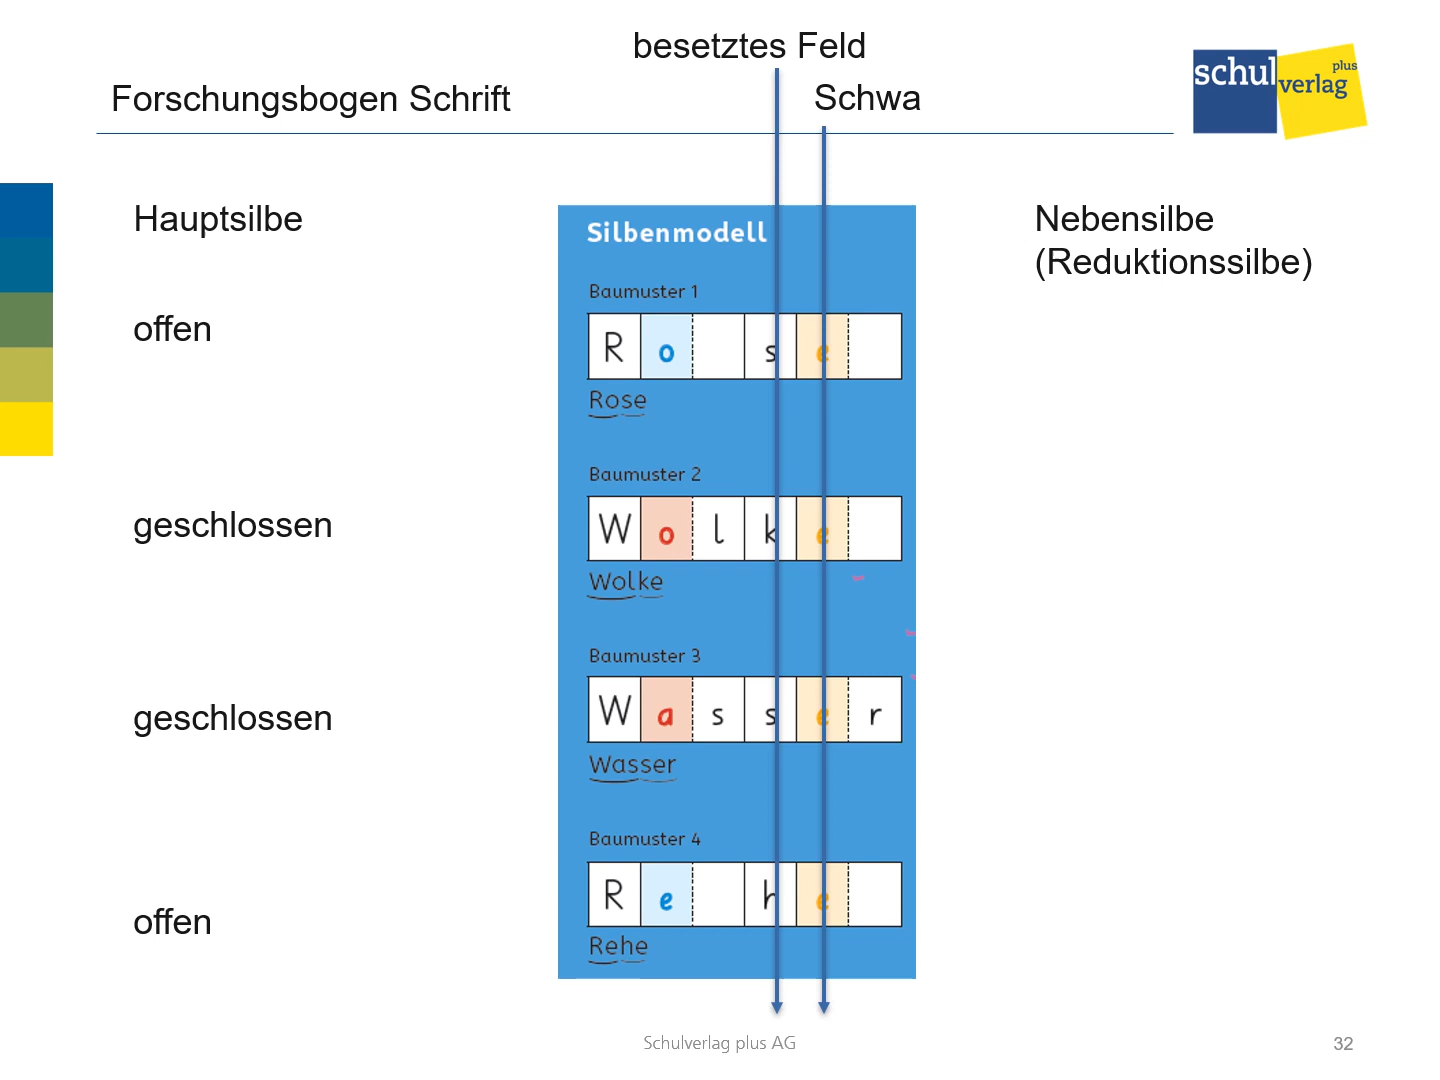 besetztes Feld
Forschungsbogen Schrift
Schwa
schul
plus
verlag
Hauptsilbe
Nebensilbe
(Reduktionssilbe)
Silbenmodell
Baumuster 1
offen
R o s e
Rose
Baumuster 2
geschlossen
W o l k e
Wolke
Baumuster 3
geschlossen
W a s s e r
Wasser
Baumuster 4
offen
R e h e
Rehe
Schulverlag plus AG
32